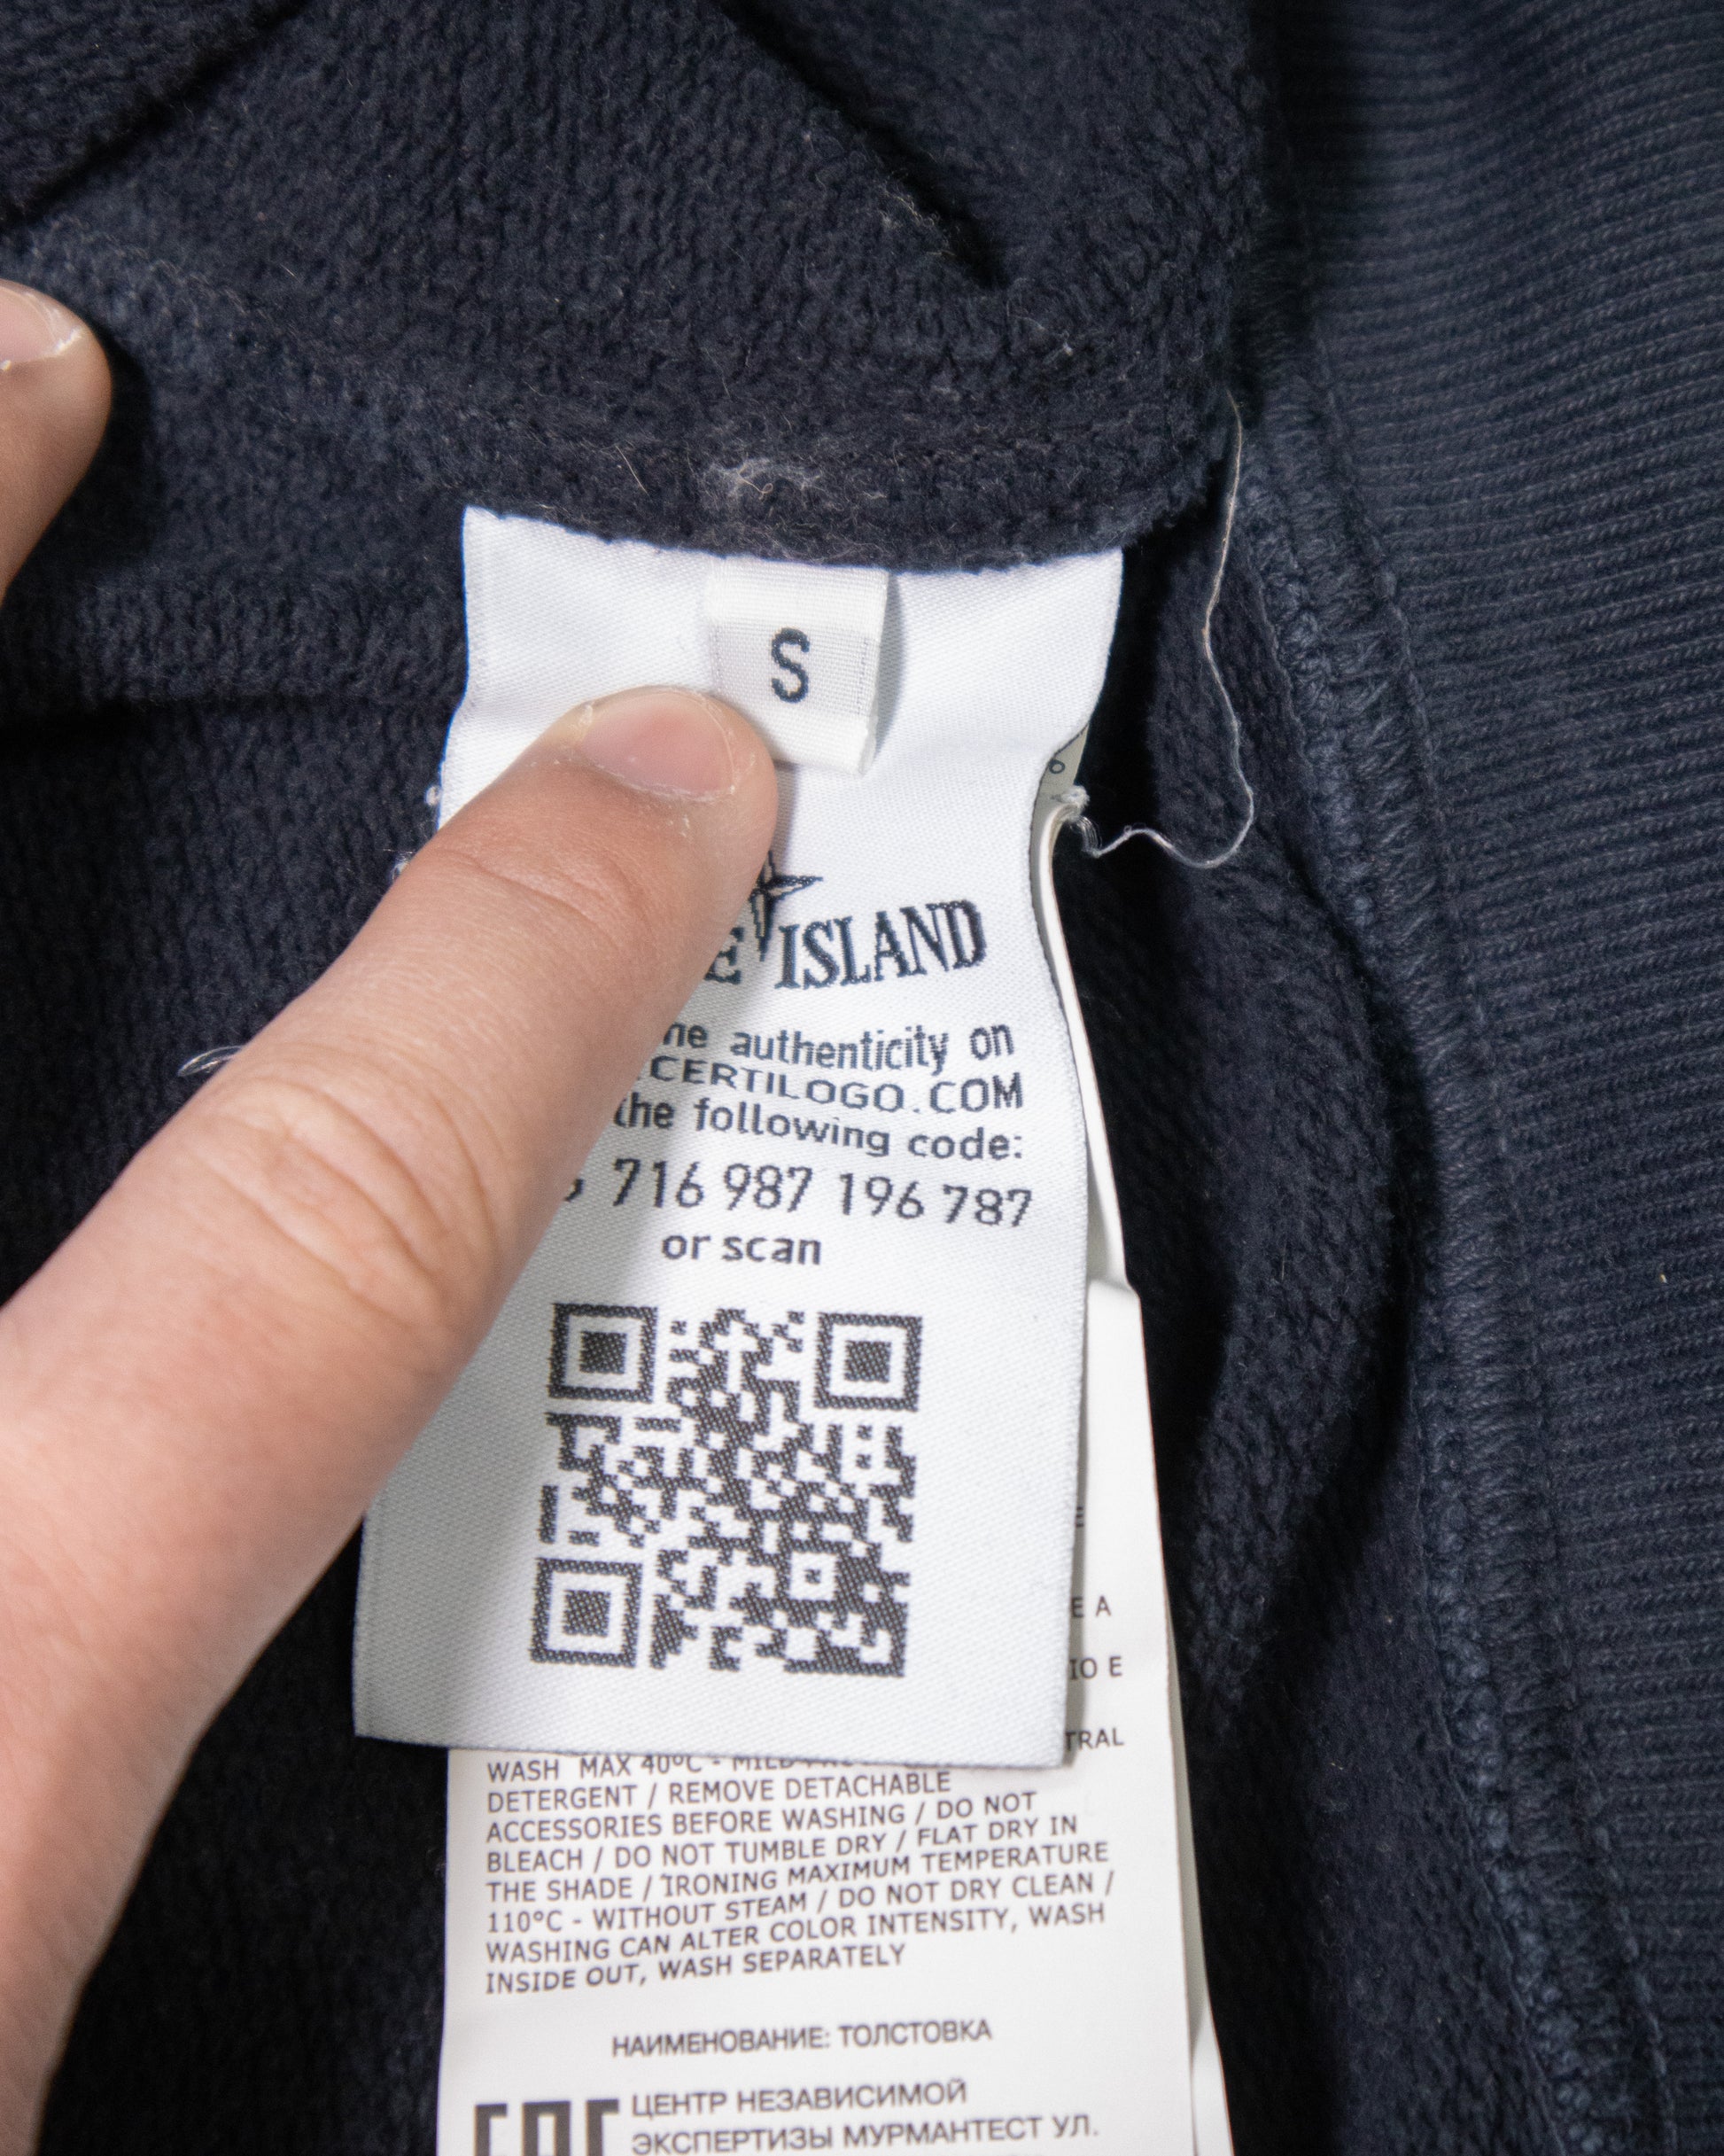 S
ISLAND
authenticity on
.CERTILOGO.COM
the following code:
716 987 196 787
or scan
E A
IO E
TRAL
WASH MAX 40°C - MILD
DETERGENT / REMOVE DETACHABLE
ACCESSORIES BEFORE WASHING / DO NOT
BLEACH / DO NOT TUMBLE DRY / FLAT DRY IN
THE SHADE / IRONING MAXIMUM TEMPERATURE
110°C - WITHOUT STEAM / DO NOT DRY CLEAN /
WASHING CAN ALTER COLOR INTENSITY, WASH
INSIDE OUT, WASH SEPARATELY
НАИМЕНОВАНИЕ: ТОЛСТОВКА
ЦЕНТР НЕЗАВИСИМОЙ
ЭКСПЕРТИЗЫ МУРМАНТЕСТ УЛ.